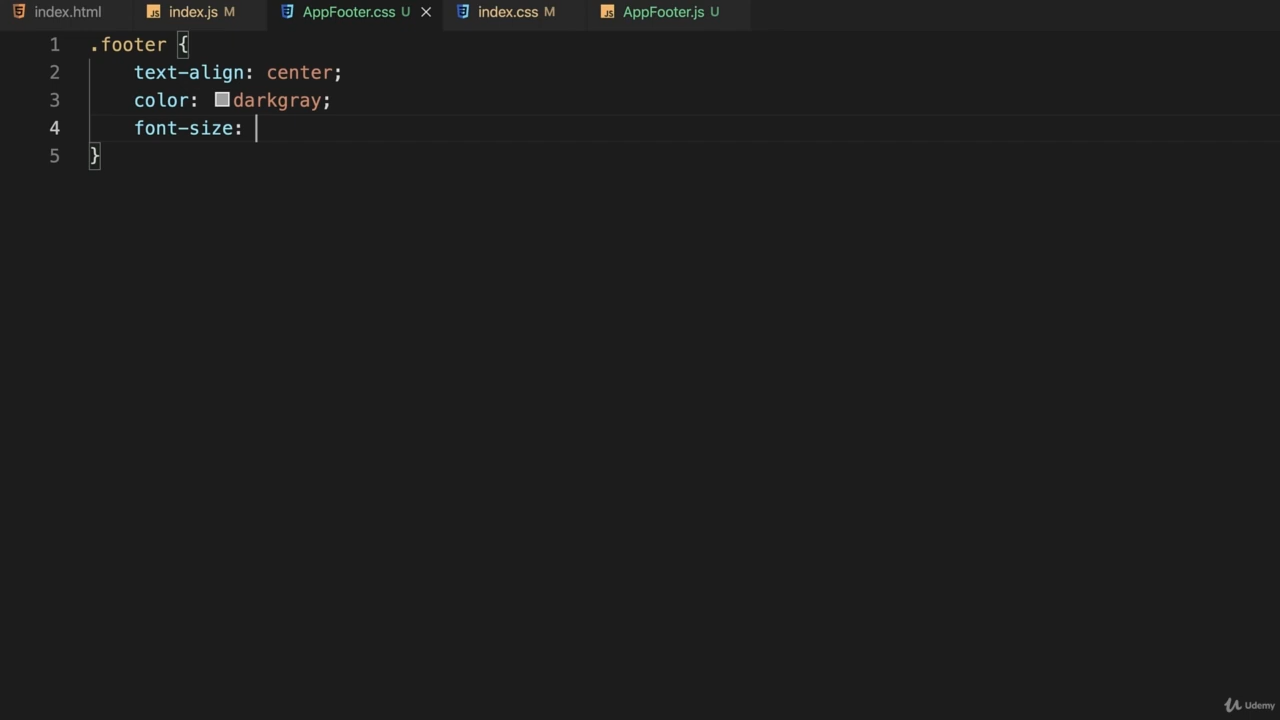 index.html index.js M AppFooter.css U index.css M AppFooter.js U
1 .footer {
2 text-align: center;
3 color: darkgray;
4 font-size:
5 }
Udemy